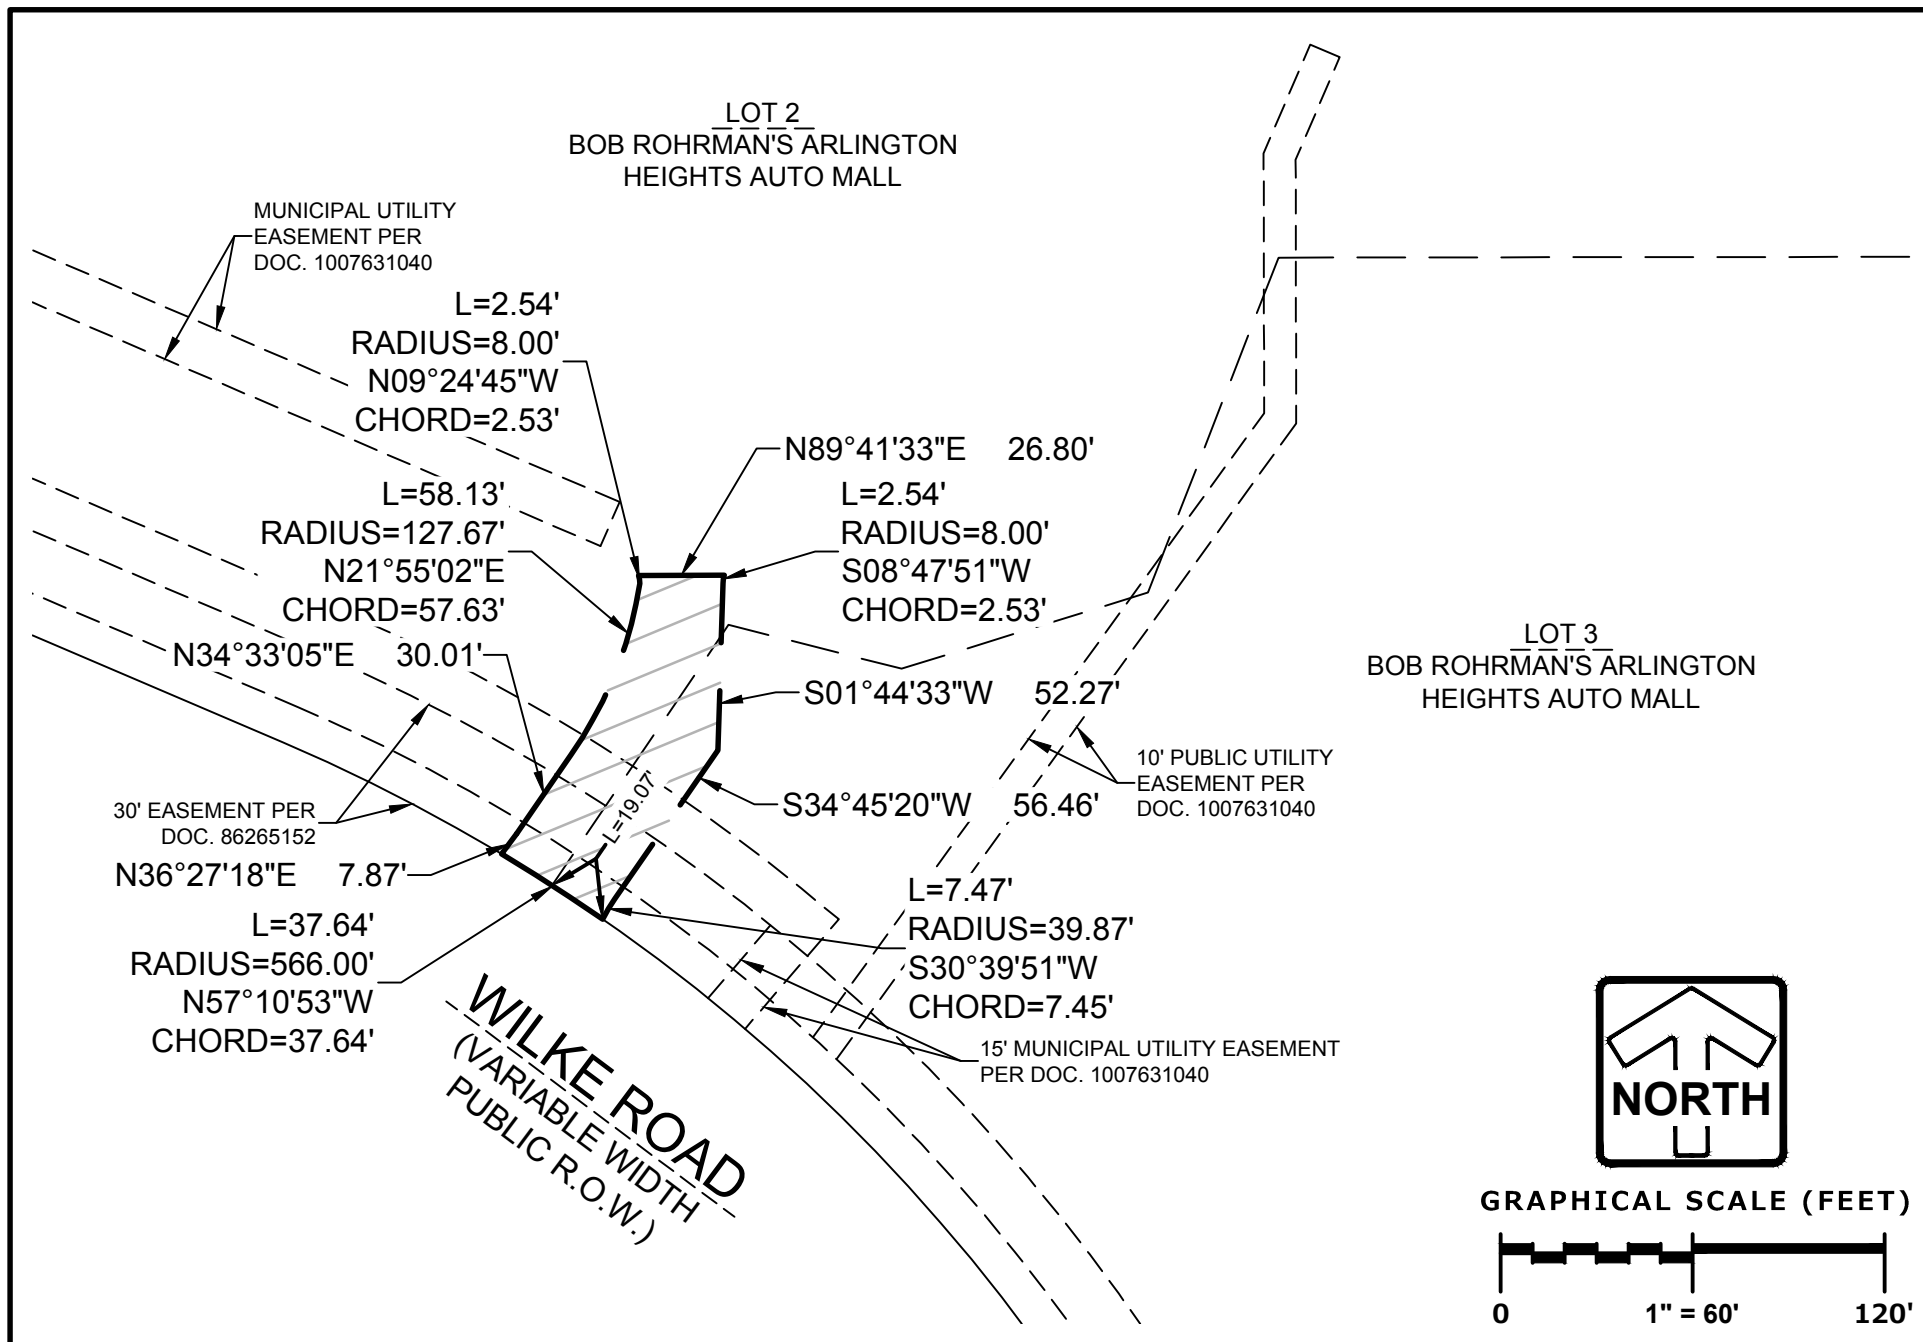 LOT 2
BOB ROHRMAN'S ARLINGTON
HEIGHTS AUTO MALL
MUNICIPAL UTILITY
EASEMENT PER
DOC. 1007631040
L=2.54'
RADIUS=8.00'
N09°24'45"W
CHORD=2.53'
N89°41'33"E 26.80'
L=58.13'
RADIUS=127.67'
N21°55'02"E
CHORD=57.63'
L=2.54'
RADIUS=8.00'
S08°47'51"W
CHORD=2.53'
N34°33'05"E 30.01'
LOT 3
BOB ROHRMAN'S ARLINGTON
HEIGHTS AUTO MALL
S01°44'33"W 52.27'
10' PUBLIC UTILITY
EASEMENT PER
DOC. 1007631040
S34°45'20"W 56.46'
L=19.07'
30' EASEMENT PER
DOC. 86265152
N36°27'18"E 7.87'
L=37.64'
RADIUS=566.00'
N57°10'53"W
CHORD=37.64'
L=7.47'
RADIUS=39.87'
S30°39'51"W
CHORD=7.45'
15' MUNICIPAL UTILITY EASEMENT
PER DOC. 1007631040
WILKE ROAD
(VARIABLE WIDTH
PUBLIC R.O.W.)
NORTH
GRAPHICAL SCALE (FEET)
0 1" = 60' 120'